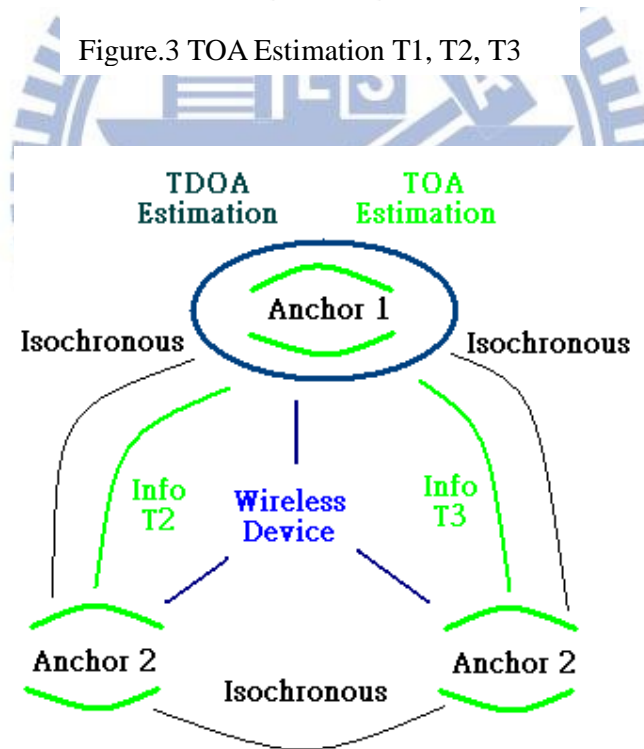 Figure.3 TOA Estimation T1, T2, T3
TDOA
Estimation
TOA
Estimation
Anchor 1
Isochronous
Isochronous
Info
T2
Wireless
Device
Info
T3
Anchor 2
Anchor 2
Isochronous